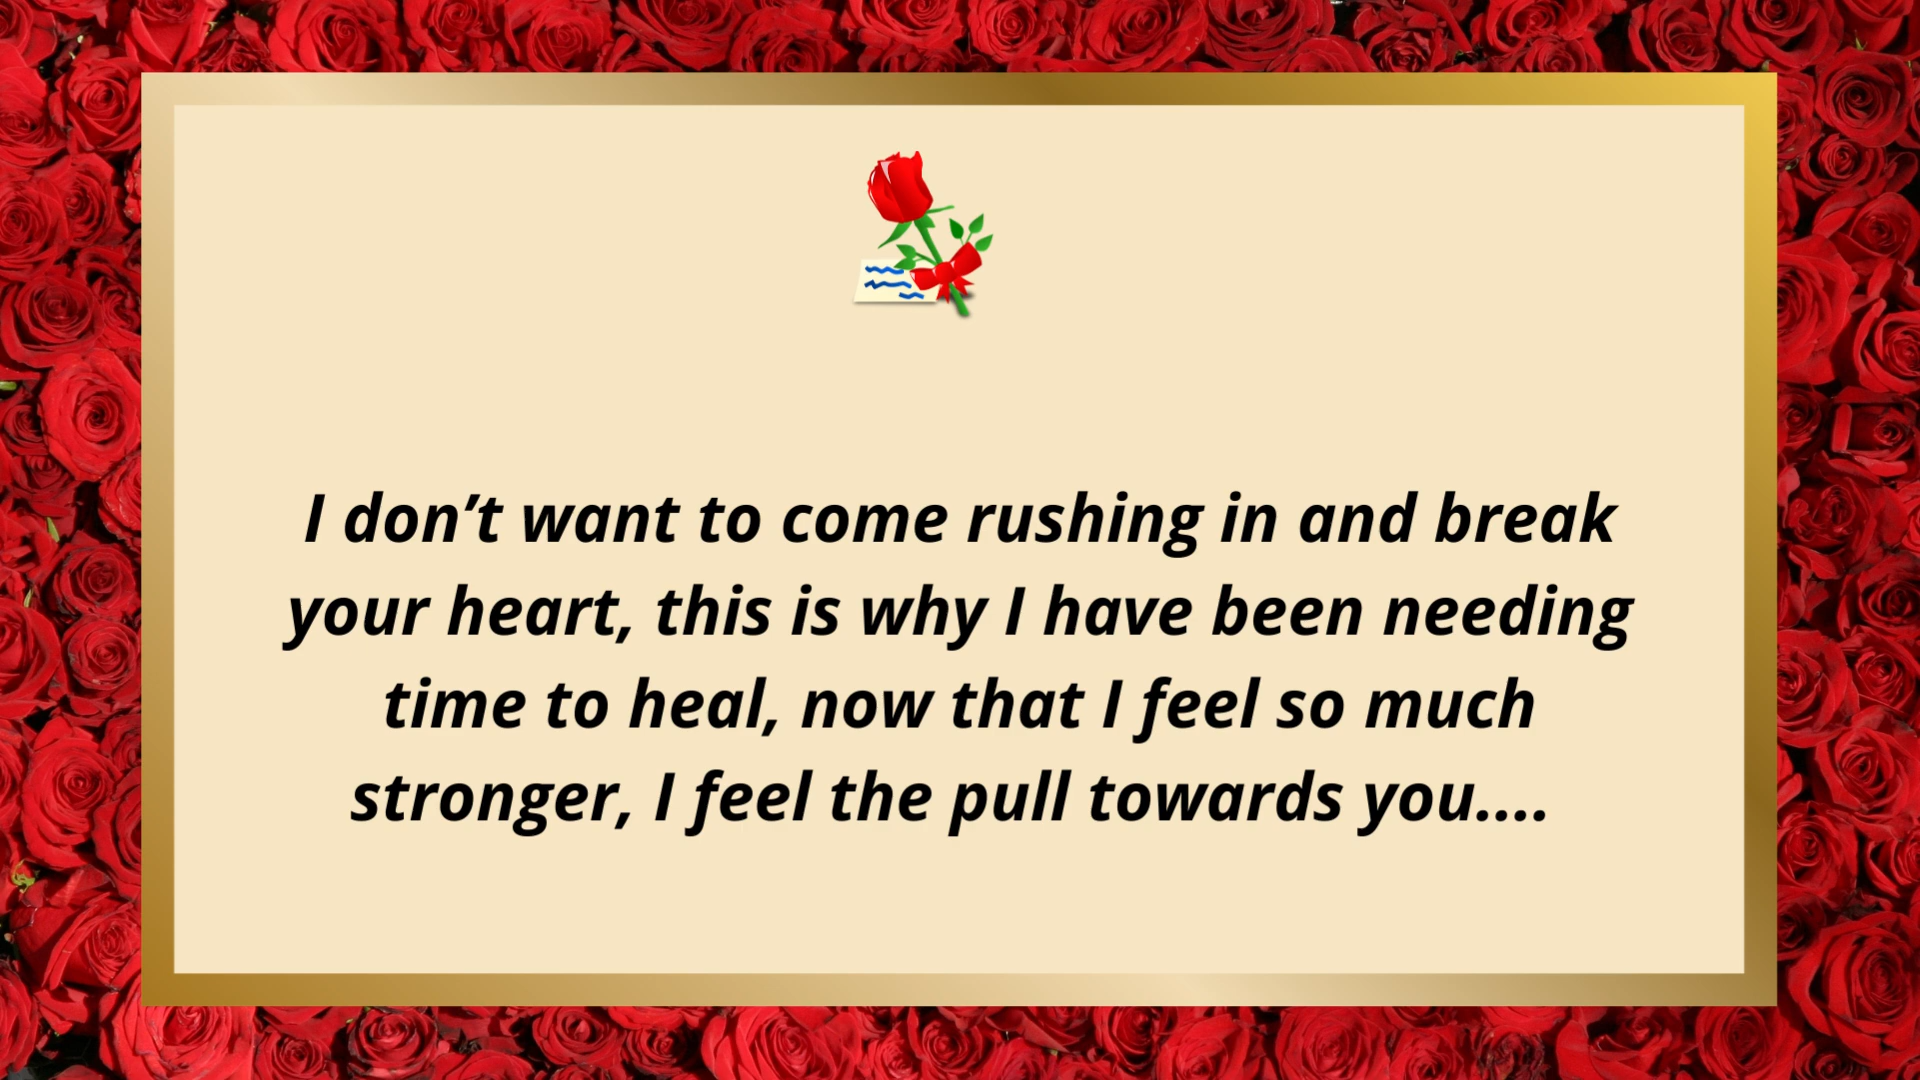 I don’t want to come rushing in and break
your heart, this is why I have been needing
time to heal, now that I feel so much
stronger, I feel the pull towards you....